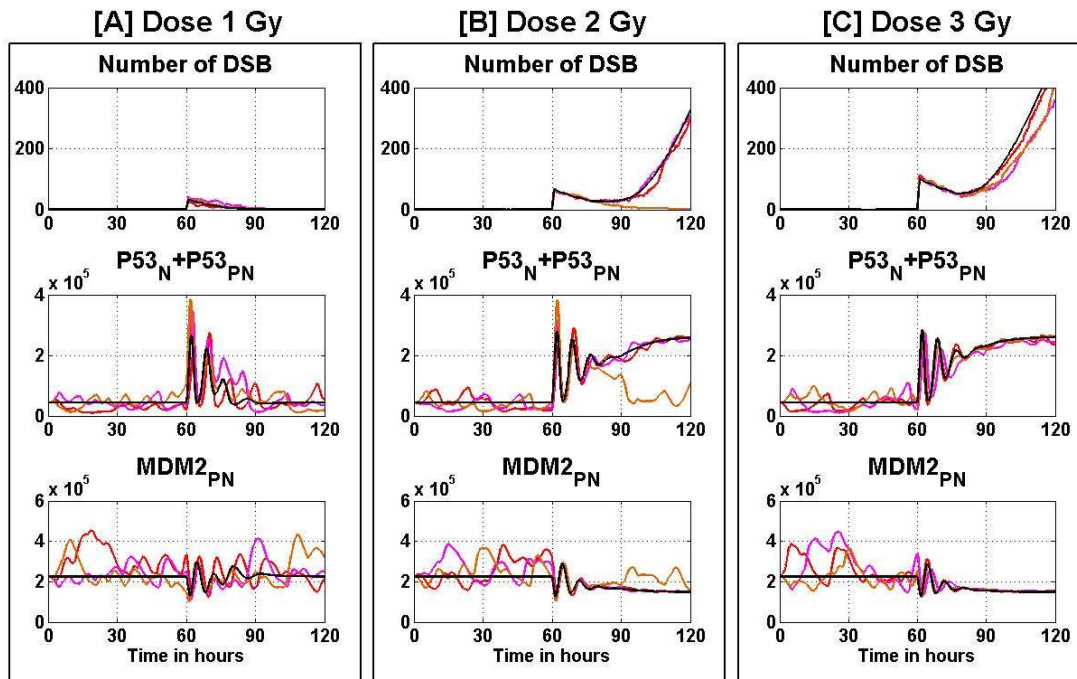 [A] Dose 1 Gy
Number of DSB
400
200
0
0 30 60 90 120
P53N+P53PN
x 10^5
4
2
0
0 30 60 90 120
MDM2PN
x 10^5
6
4
2
0
0 30 60 90 120
Time in hours
[B] Dose 2 Gy
Number of DSB
400
200
0
0 30 60 90 120
P53N+P53PN
x 10^5
4
2
0
0 30 60 90 120
MDM2PN
x 10^5
6
4
2
0
0 30 60 90 120
Time in hours
[C] Dose 3 Gy
Number of DSB
400
200
0
0 30 60 90 120
P53N+P53PN
x 10^5
4
2
0
0 30 60 90 120
MDM2PN
x 10^5
6
4
2
0
0 30 60 90 120
Time in hours